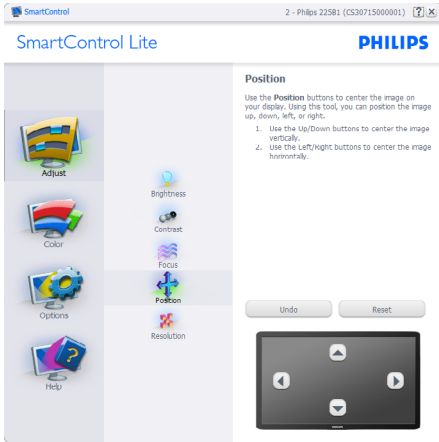 SmartControl
2 - Philips 225B1 (CS30715000001)
SmartControl Lite
PHILIPS
Adjust
Color
Options
Help
Brightness
Contrast
Focus
Position
Resolution
Position
Use the Position buttons to center the image on
your display. Using this tool, you can position the image
up, down, left, or right.
1. Use the Up/Down buttons to center the image
vertically.
2. Use the Left/Right buttons to center the image
horizontally.
Undo
Reset